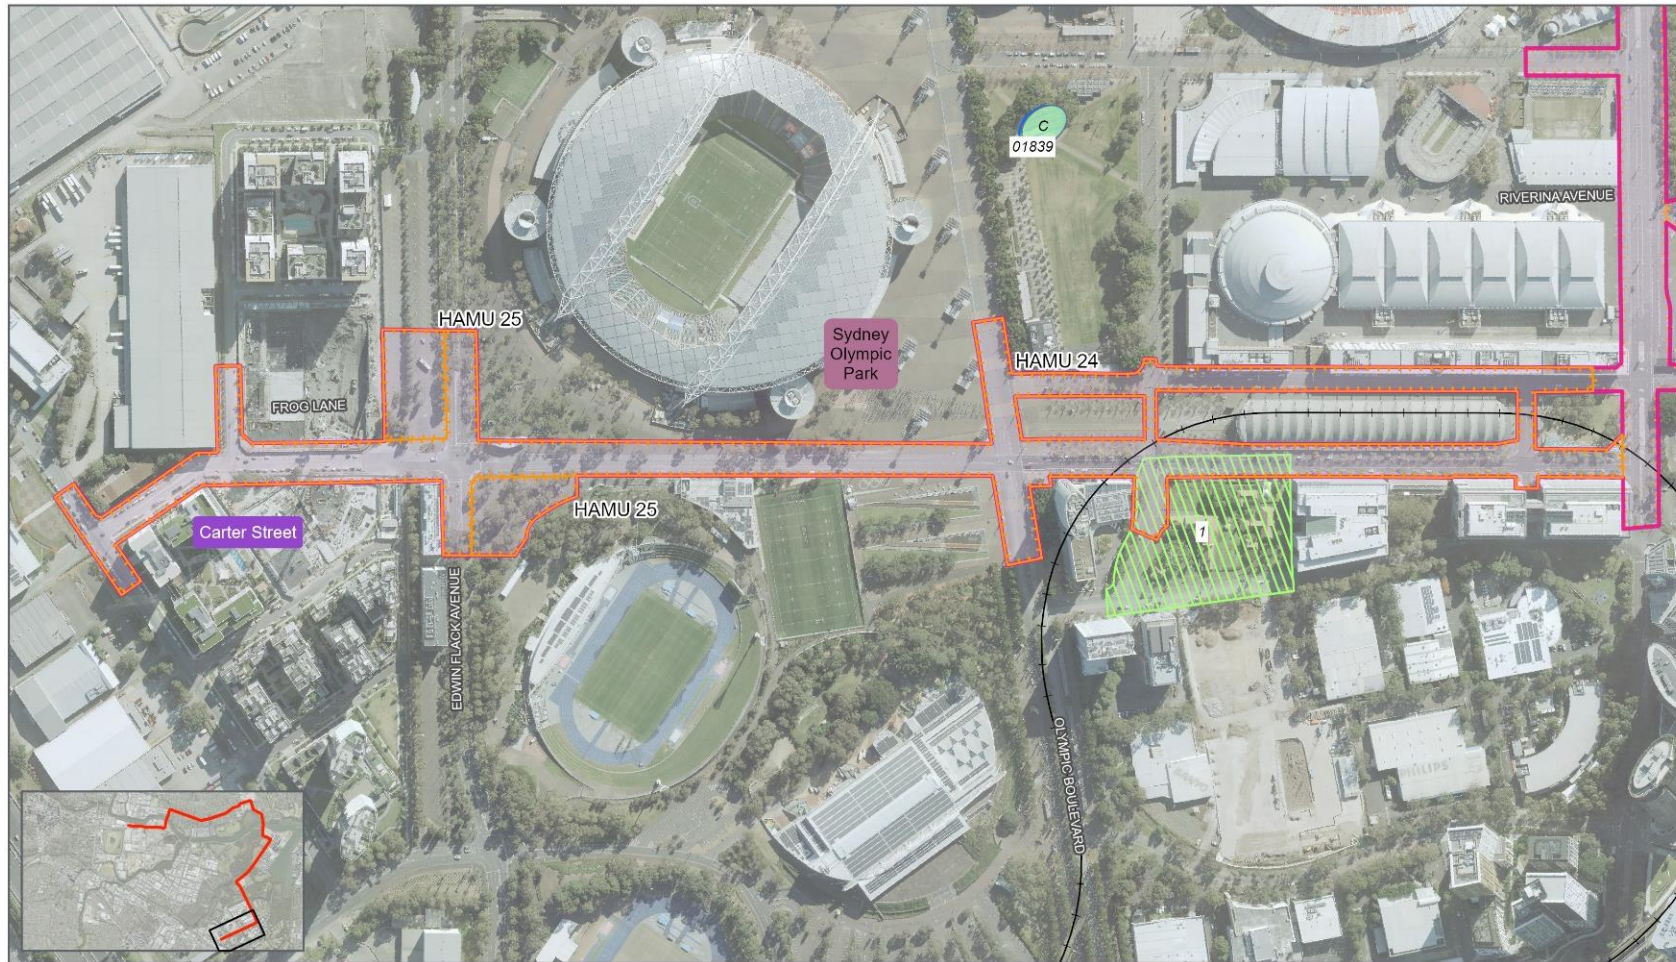 C
01839
RIVERINA AVENUE
HAMU 25
Sydney
Olympic
Park
HAMU 24
FROG LANE
HAMU 25
Carter Street
1
EDWIN FLACK AVENUE
OLYMPIC BOULEVARD
PHILIPS